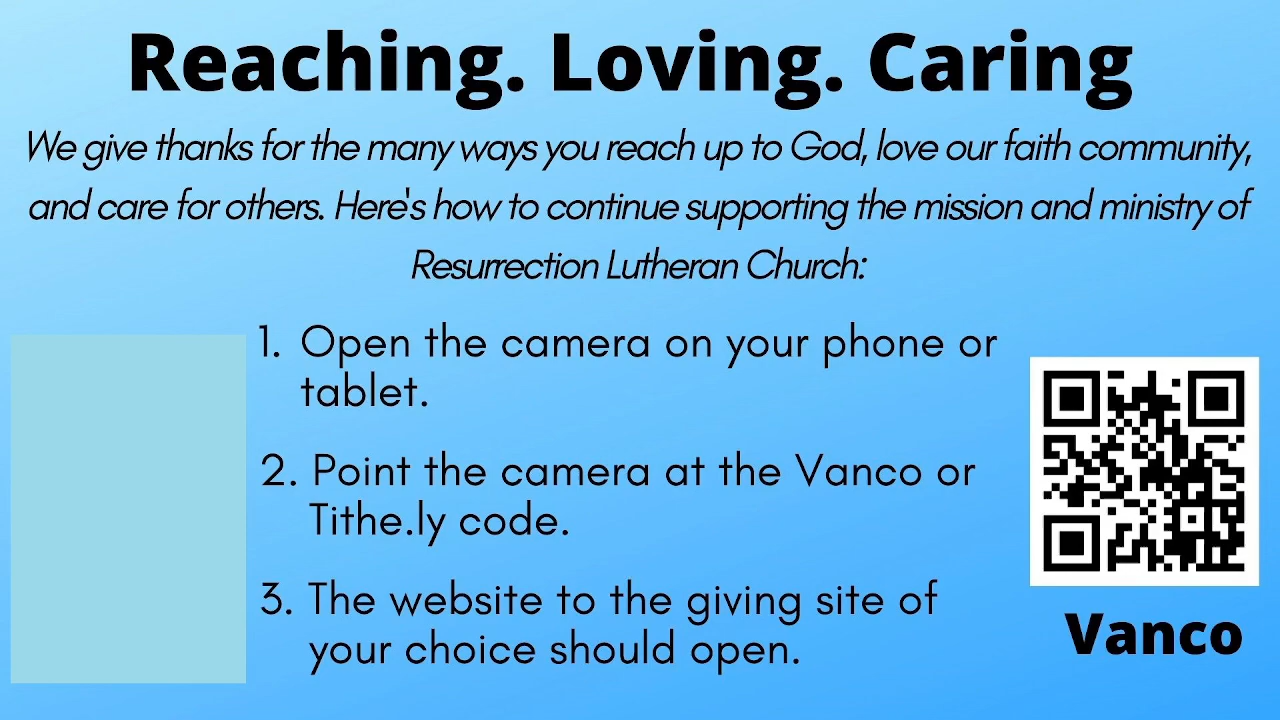 Reaching. Loving. Caring
We give thanks for the many ways you reach up to God, love our faith community,
and care for others. Here's how to continue supporting the mission and ministry of
Resurrection Lutheran Church:
1. Open the camera on your phone or
tablet.
2. Point the camera at the Vanco or
Tithe.ly code.
3. The website to the giving site of
your choice should open.
Vanco